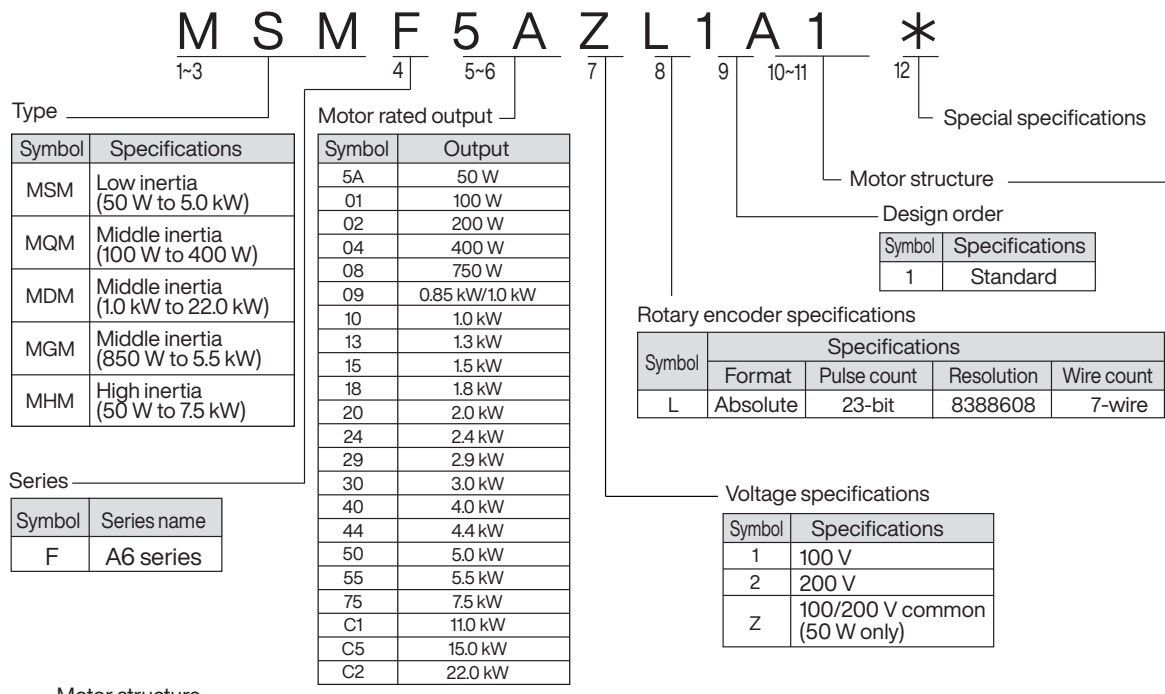 M S M F 5 A Z L 1 A 1 *
1~3 4 5~6 7 8 9 10~11 12
Special specifications
Motor structure
Design order
Symbol Specifications
1 Standard
Rotary encoder specifications
Symbol Specifications
Format Pulse count Resolution Wire count
L Absolute 23-bit 8388608 7-wire
Voltage specifications
Symbol Specifications
1 100 V
2 200 V
Z 100/200 V common
(50 W only)
Motor rated output
Symbol Output
5A 50 W
01 100 W
02 200 W
04 400 W
08 750 W
09 0.85 kW/1.0 kW
10 1.0 kW
13 1.3 kW
15 1.5 kW
18 1.8 kW
20 2.0 kW
24 2.4 kW
29 2.9 kW
30 3.0 kW
40 4.0 kW
44 4.4 kW
50 5.0 kW
55 5.5 kW
75 7.5 kW
C1 11.0 kW
C5 15.0 kW
C2 22.0 kW
Type
Symbol Specifications
MSM Low inertia
(50 W to 5.0 kW)
MQM Middle inertia
(100 W to 400 W)
MDM Middle inertia
(1.0 kW to 22.0 kW)
MGM Middle inertia
(850 W to 5.5 kW)
MHM High inertia
(50 W to 7.5 kW)
Series
Symbol Series name
F A6 series
Motor structure